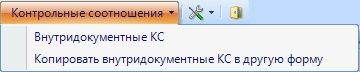 Контрольные соотношения
Внутридокументные КС
Копировать внутридокументные КС в другую форму